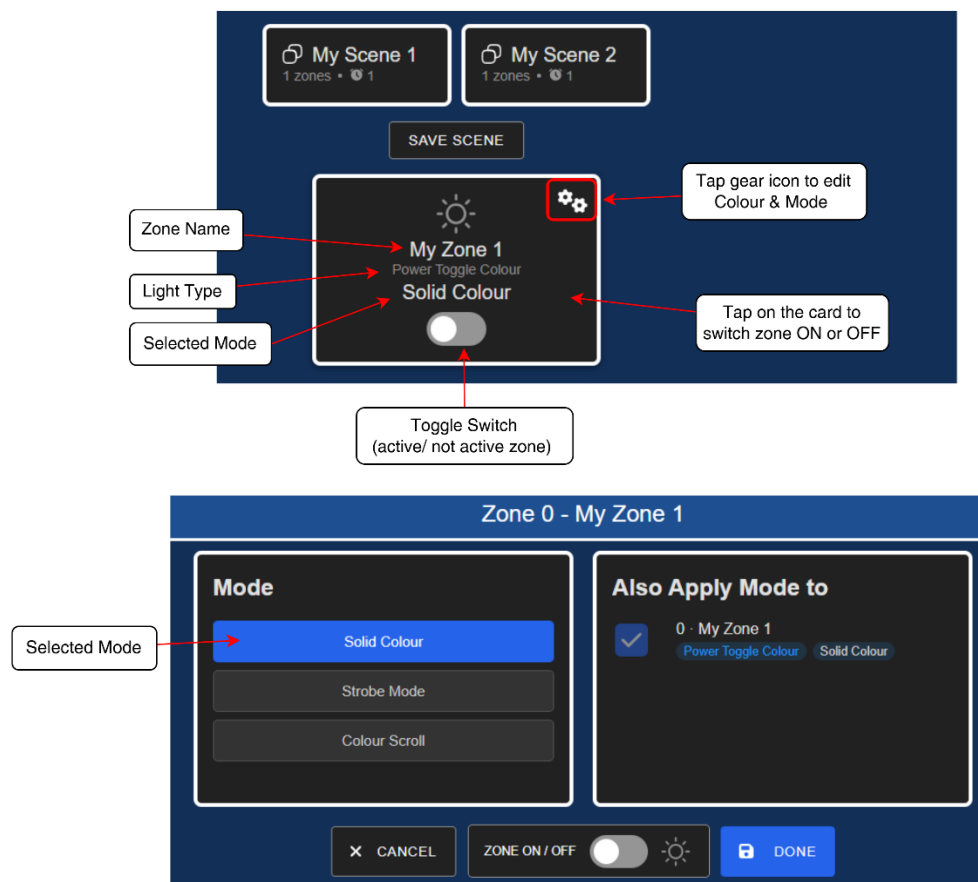 My Scene 1
1 zones • 1
My Scene 2
1 zones • 1
SAVE SCENE
Tap gear icon to edit
Colour & Mode
Zone Name
My Zone 1
Power Toggle Colour
Light Type
Solid Colour
Selected Mode
Tap on the card to
switch zone ON or OFF
Toggle Switch
(active/ not active zone)
Zone 0 - My Zone 1
Mode
Also Apply Mode to
Selected Mode
Solid Colour
Strobe Mode
Colour Scroll
0 · My Zone 1
Power Toggle Colour Solid Colour
CANCEL
ZONE ON / OFF
DONE